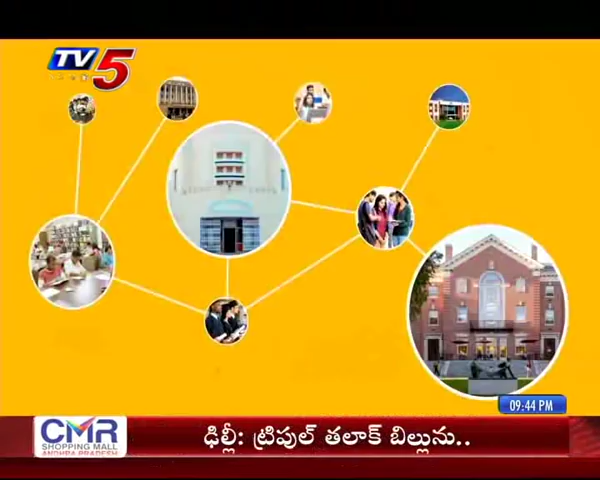 TV5
09:44 PM
CMR
SHOPPING MALL
ANDHRA PRADESH
ఢిల్లీ: ట్రిపుల్ తలాక్ బిల్లును..